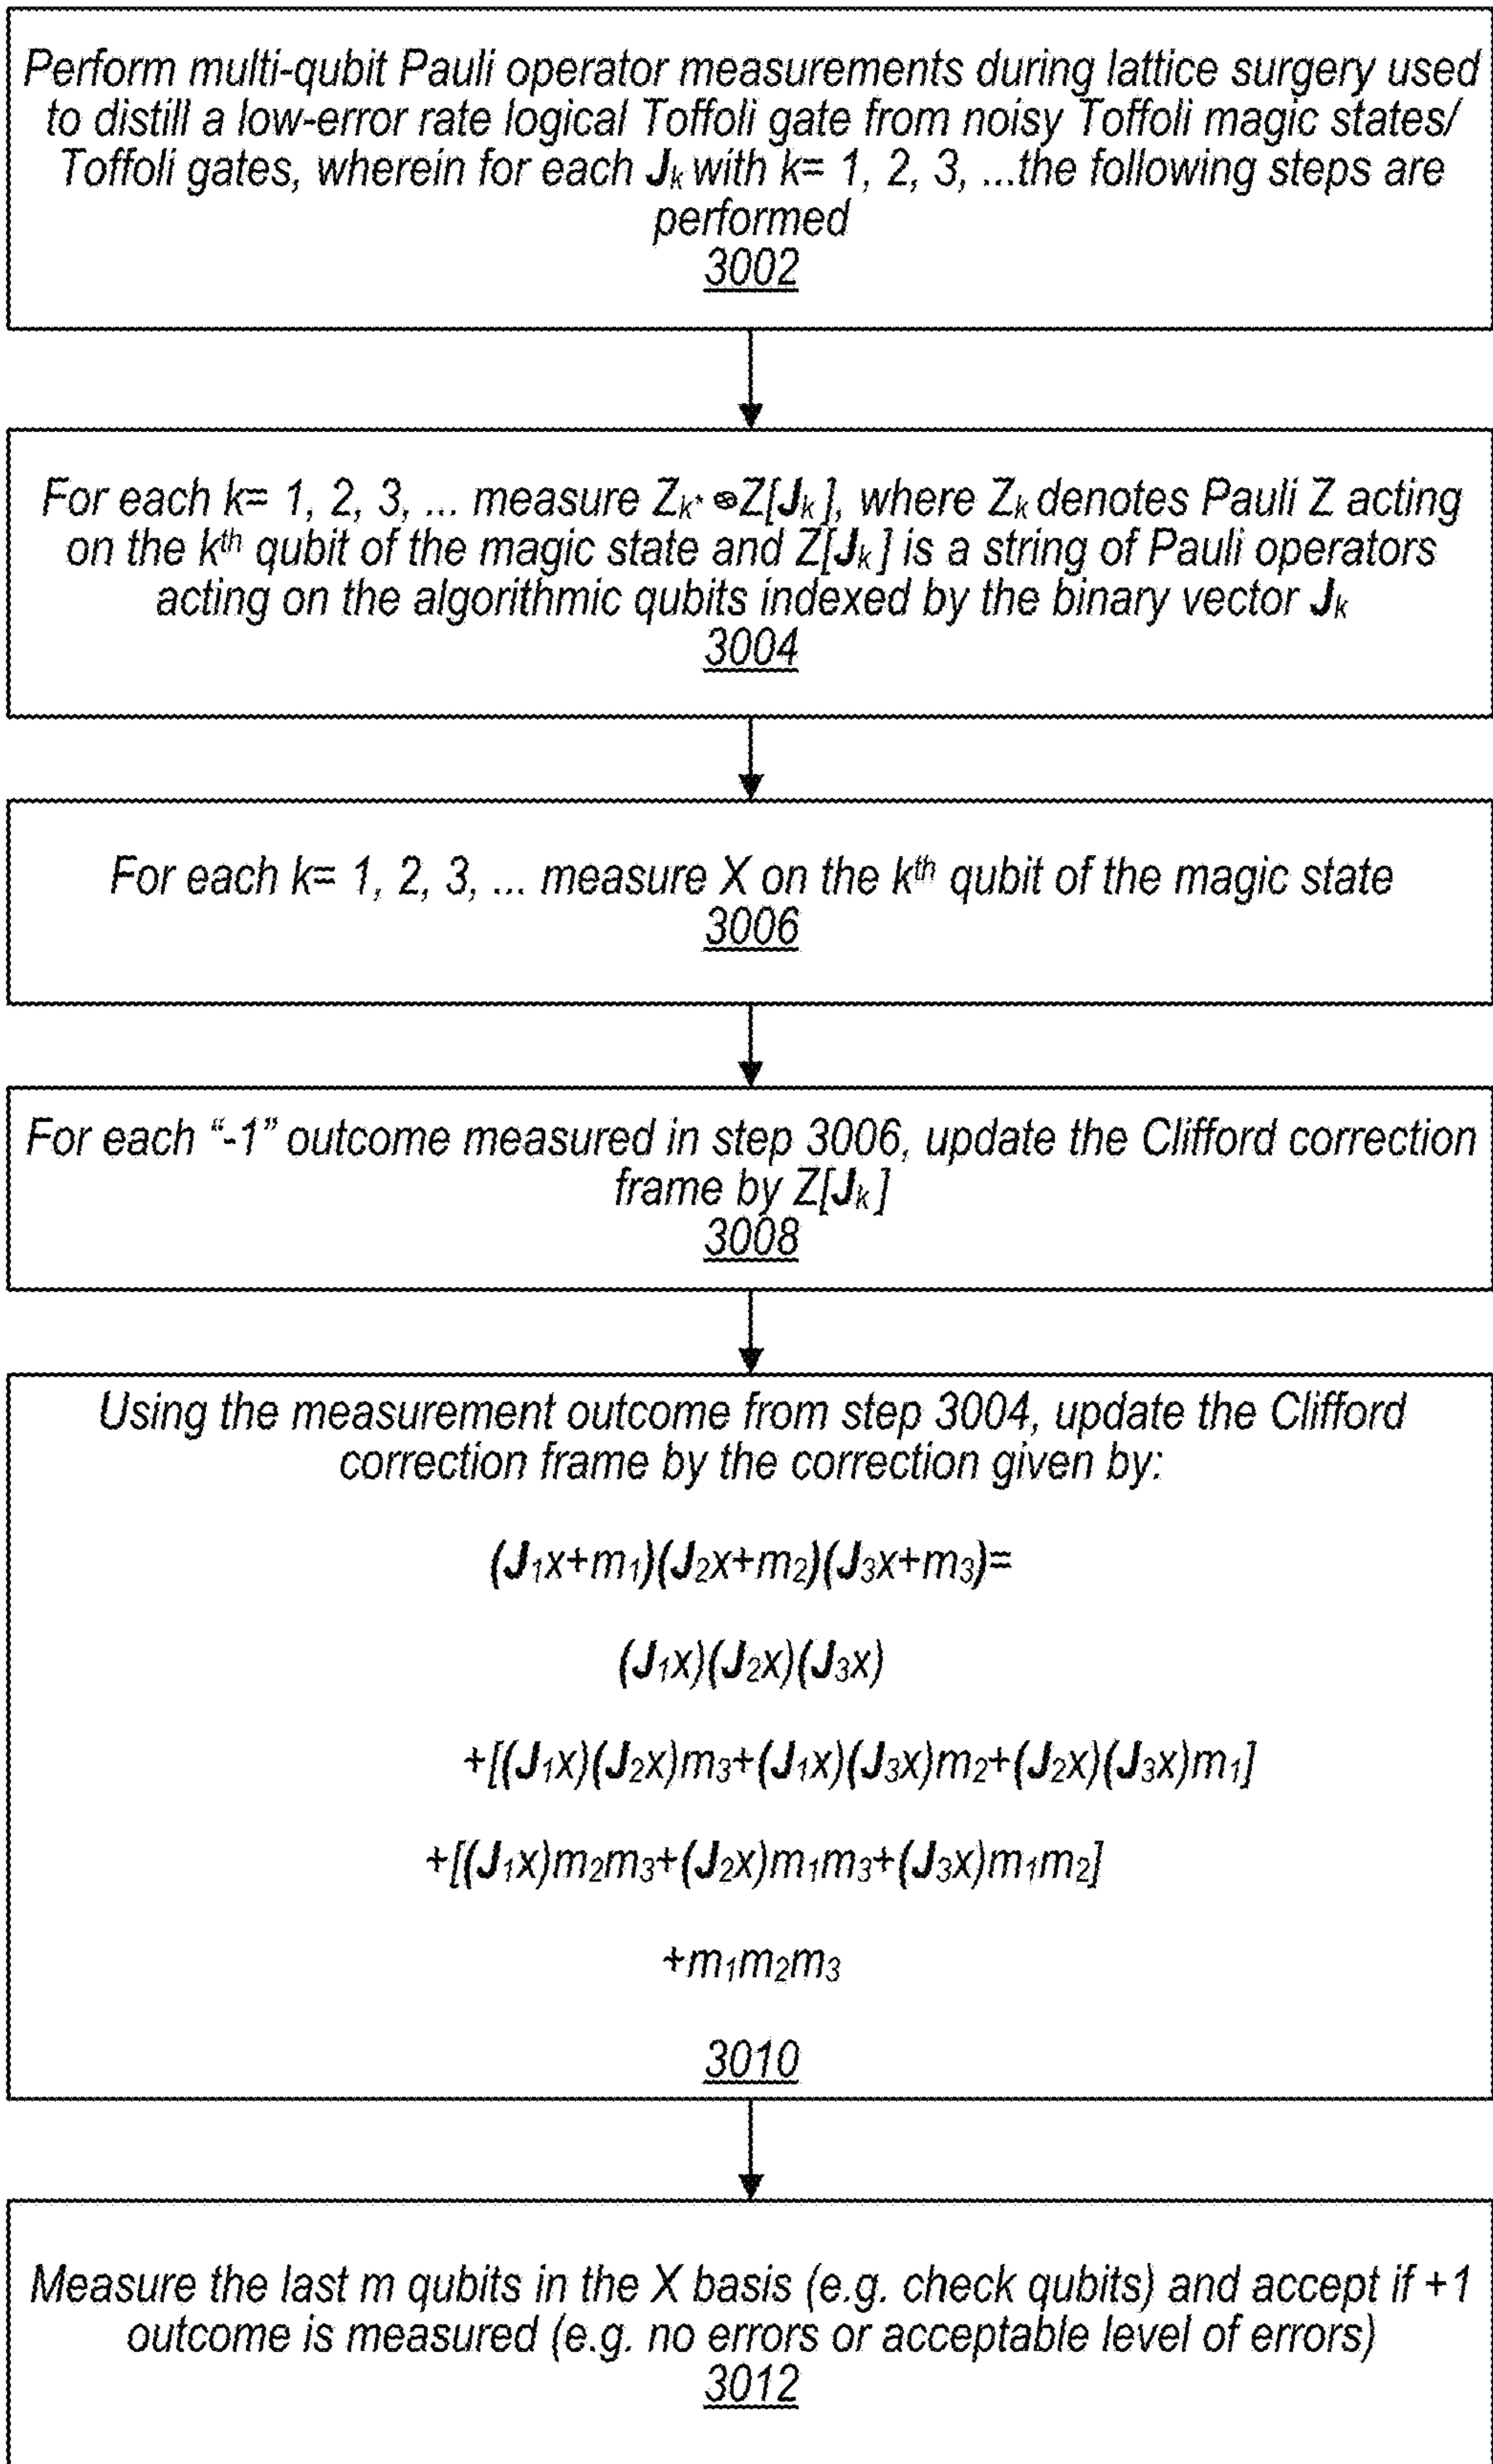 Perform multi-qubit Pauli operator measurements during lattice surgery used
to distill a low-error rate logical Toffoli gate from noisy Toffoli magic states/
Toffoli gates, wherein for each Jₖ with k= 1, 2, 3, ...the following steps are
performed
3002
For each k= 1, 2, 3, ... measure Zₖ* ⊗Z[Jₖ], where Zₖ denotes Pauli Z acting
on the kᵗʰ qubit of the magic state and Z[Jₖ] is a string of Pauli operators
acting on the algorithmic qubits indexed by the binary vector Jₖ
3004
For each k= 1, 2, 3, ... measure X on the kᵗʰ qubit of the magic state
3006
For each “-1” outcome measured in step 3006, update the Clifford correction
frame by Z[Jₖ]
3008
Using the measurement outcome from step 3004, update the Clifford
correction frame by the correction given by:
(J₁x+m₁)(J₂x+m₂)(J₃x+m₃)=
(J₁x)(J₂x)(J₃x)
+[(J₁x)(J₂x)m₃+(J₁x)(J₃x)m₂+(J₂x)(J₃x)m₁]
+[(J₁x)m₂m₃+(J₂x)m₁m₃+(J₃x)m₁m₂]
+m₁m₂m₃
3010
Measure the last m qubits in the X basis (e.g. check qubits) and accept if +1
outcome is measured (e.g. no errors or acceptable level of errors)
3012